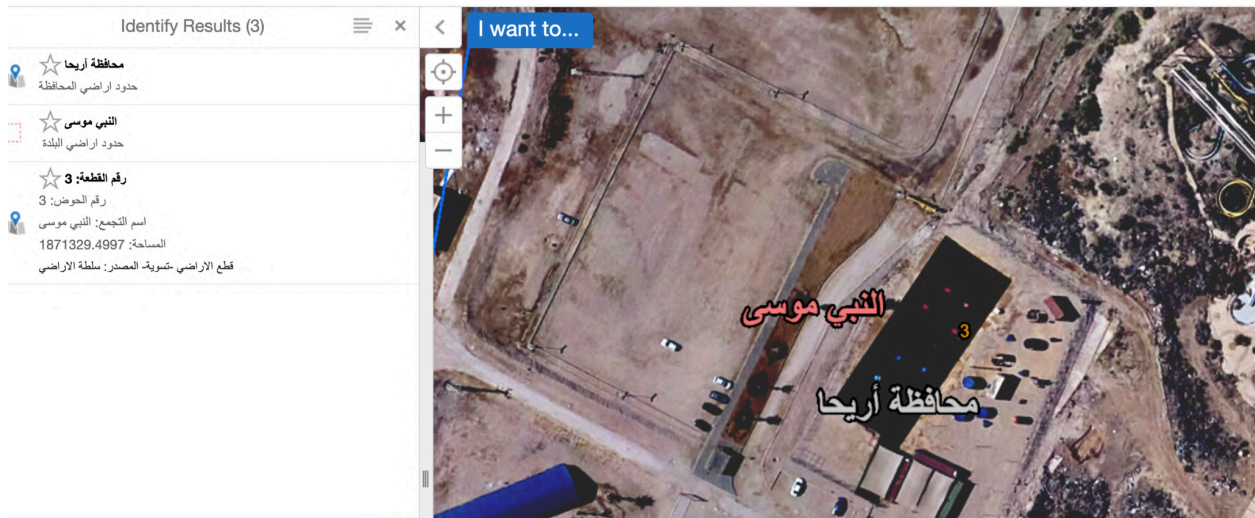 Identify Results (3)
محافظة أريحا
حدود اراضي المحافظة
النبي موسى
حدود اراضي البلدة
رقم القطعة: 3
رقم الحوض: 3
اسم التجمع: النبي موسى
المساحة: 1871329.4997
قطع الاراضي -تسوية- المصدر: سلطة الاراضي
I want to...
النبي موسى
3
محافظة أريحا